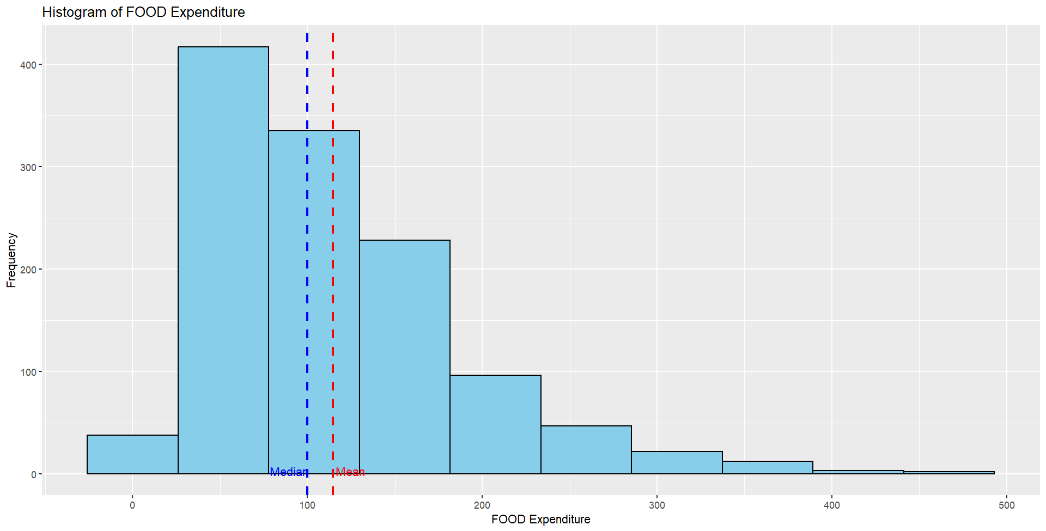 Histogram of FOOD Expenditure
400
300
200
100
0
Frequency
Median
Mean
0 100 200 300 400 500
FOOD Expenditure